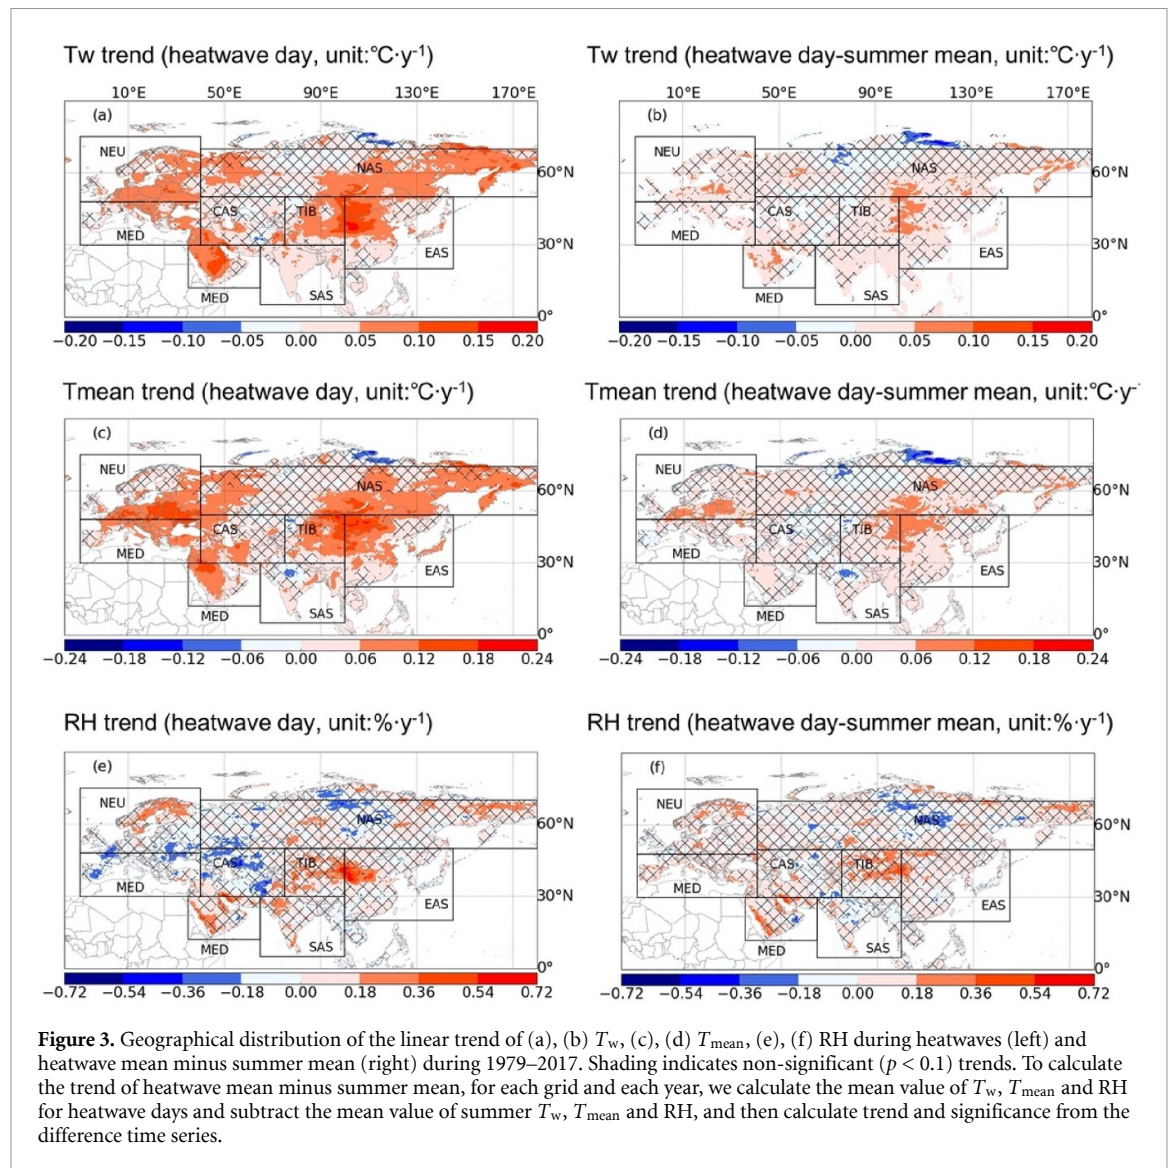 Tw trend (heatwave day, unit:℃·y-1)
Tw trend (heatwave day-summer mean, unit:℃·y-1)
10°E 50°E 90°E 130°E 170°E
10°E 50°E 90°E 130°E 170°E
(a)
NEU
NAS
60°N
CAS
TIB
MED
30°N
EAS
MED
SAS
0°
−0.20 −0.15 −0.10 −0.05 0.00 0.05 0.10 0.15 0.20
(b)
NEU
NAS
60°N
CAS
TIB
MED
30°N
EAS
MED
SAS
0°
−0.20 −0.15 −0.10 −0.05 0.00 0.05 0.10 0.15 0.20
Tmean trend (heatwave day, unit:℃·y-1)
Tmean trend (heatwave day-summer mean, unit:℃·y-
(c)
NEU
NAS
60°N
CAS
TIB
MED
30°N
EAS
MED
SAS
0°
−0.24 −0.18 −0.12 −0.06 0.00 0.06 0.12 0.18 0.24
(d)
NEU
NAS
60°N
CAS
TIB
MED
30°N
EAS
MED
SAS
0°
−0.24 −0.18 −0.12 −0.06 0.00 0.06 0.12 0.18 0.24
RH trend (heatwave day, unit:%·y-1)
RH trend (heatwave day-summer mean, unit:%·y-1)
(e)
NEU
NAS
60°N
CAS
TIB
MED
30°N
EAS
MED
SAS
0°
−0.72 −0.54 −0.36 −0.18 0.00 0.18 0.36 0.54 0.72
(f)
NEU
NAS
60°N
CAS
TIB
MED
30°N
EAS
MED
SAS
0°
−0.72 −0.54 −0.36 −0.18 0.00 0.18 0.36 0.54 0.72
Figure 3. Geographical distribution of the linear trend of (a), (b) Tw, (c), (d) Tmean, (e), (f) RH during heatwaves (left) and
heatwave mean minus summer mean (right) during 1979–2017. Shading indicates non-significant (p < 0.1) trends. To calculate
the trend of heatwave mean minus summer mean, for each grid and each year, we calculate the mean value of Tw, Tmean and RH
for heatwave days and subtract the mean value of summer Tw, Tmean and RH, and then calculate trend and significance from the
difference time series.